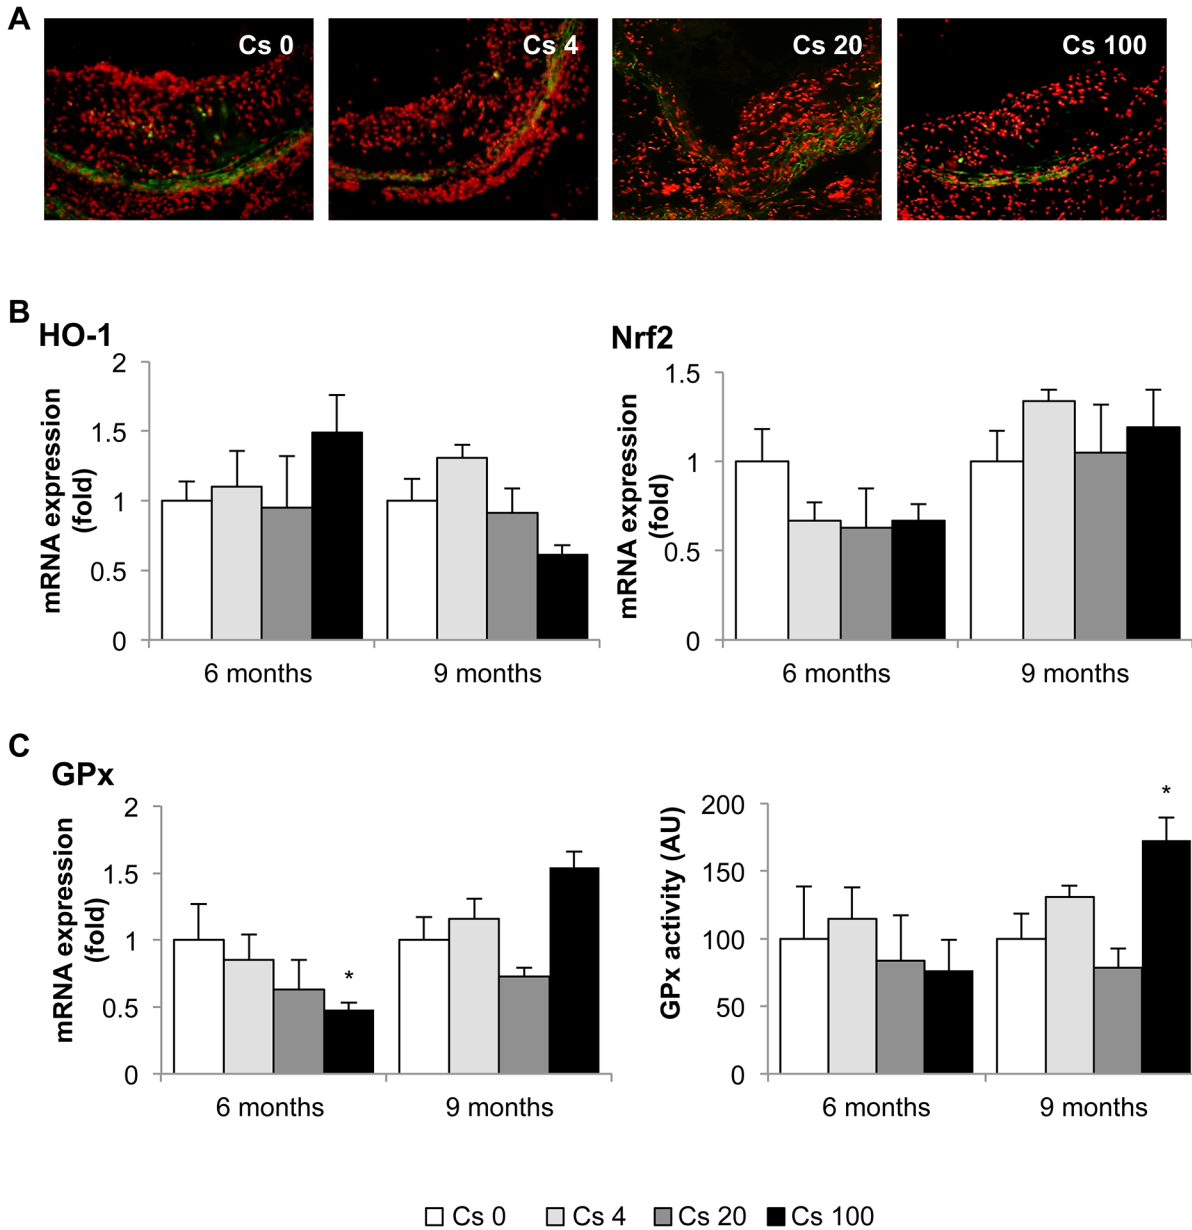 A
Cs 0
Cs 4
Cs 20
Cs 100
B
HO-1
mRNA expression
(fold)
2
1.5
1
0.5
0
6 months
9 months
Nrf2
mRNA expression
(fold)
1.5
1
0.5
0
6 months
9 months
C
GPx
mRNA expression
(fold)
2
1.5
1
0.5
0
*
6 months
9 months
GPx activity (AU)
200
150
100
50
0
*
6 months
9 months
Cs 0
Cs 4
Cs 20
Cs 100